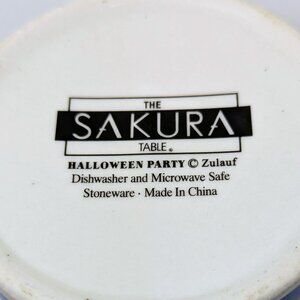 THE
SAKURA
TABLE®
HALLOWEEN PARTY © Zulauf
Dishwasher and Microwave Safe
Stoneware · Made In China